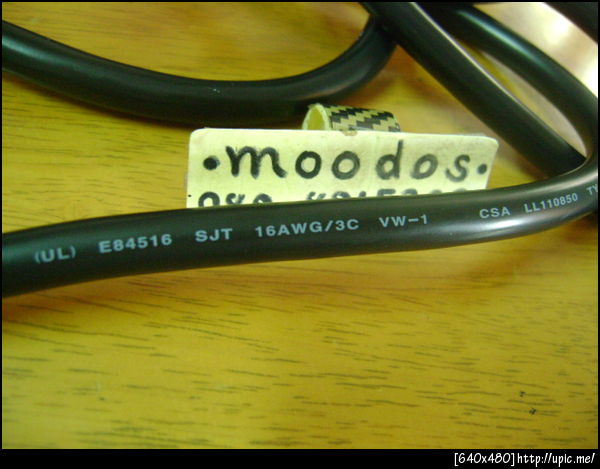 •moodos.
(UL) E84516 SJT 16AWG/3C VW-1 CSA LL110850
[640x480]http://upic.me/